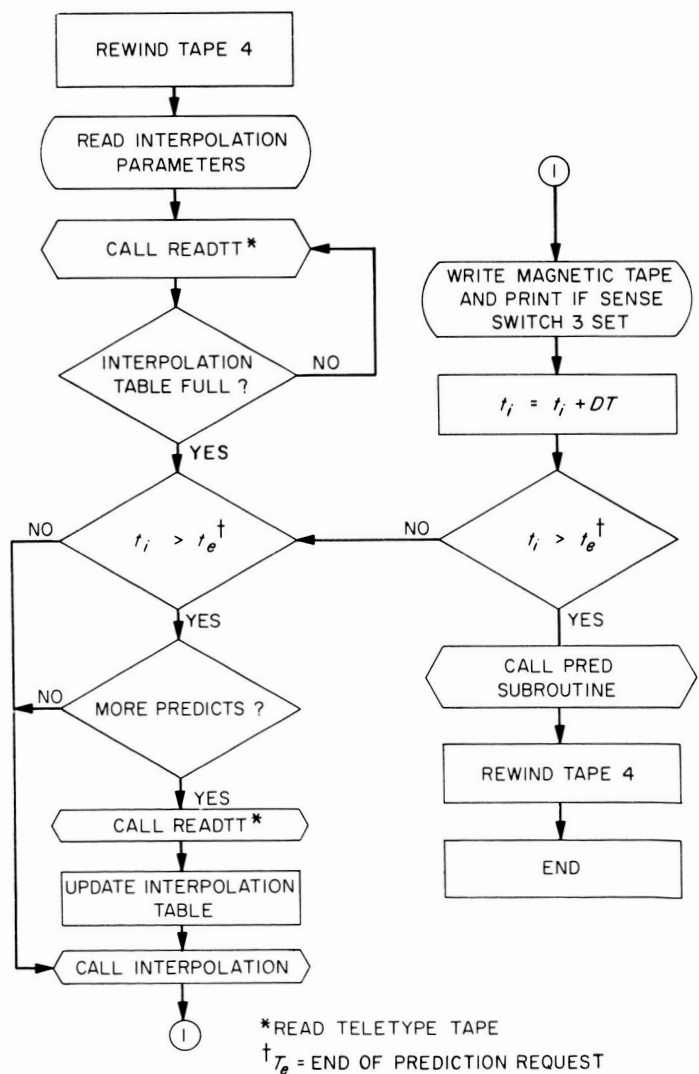 REWIND TAPE 4
READ INTERPOLATION
PARAMETERS
CALL READTT*
INTERPOLATION
TABLE FULL ?
NO
YES
t_i > t_e†
NO
YES
MORE PREDICTS ?
NO
YES
CALL READTT*
UPDATE INTERPOLATION
TABLE
CALL INTERPOLATION
1
1
WRITE MAGNETIC TAPE
AND PRINT IF SENSE
SWITCH 3 SET
t_i = t_i + DT
t_i > t_e†
NO
YES
CALL PRED
SUBROUTINE
REWIND TAPE 4
END
*READ TELETYPE TAPE
†T_e = END OF PREDICTION REQUEST